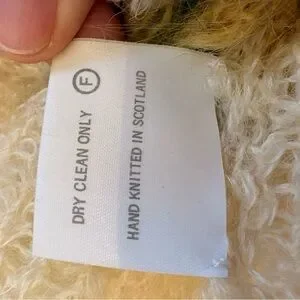 DRY CLEAN ONLY F
HAND KNITTED IN SCOTLAND